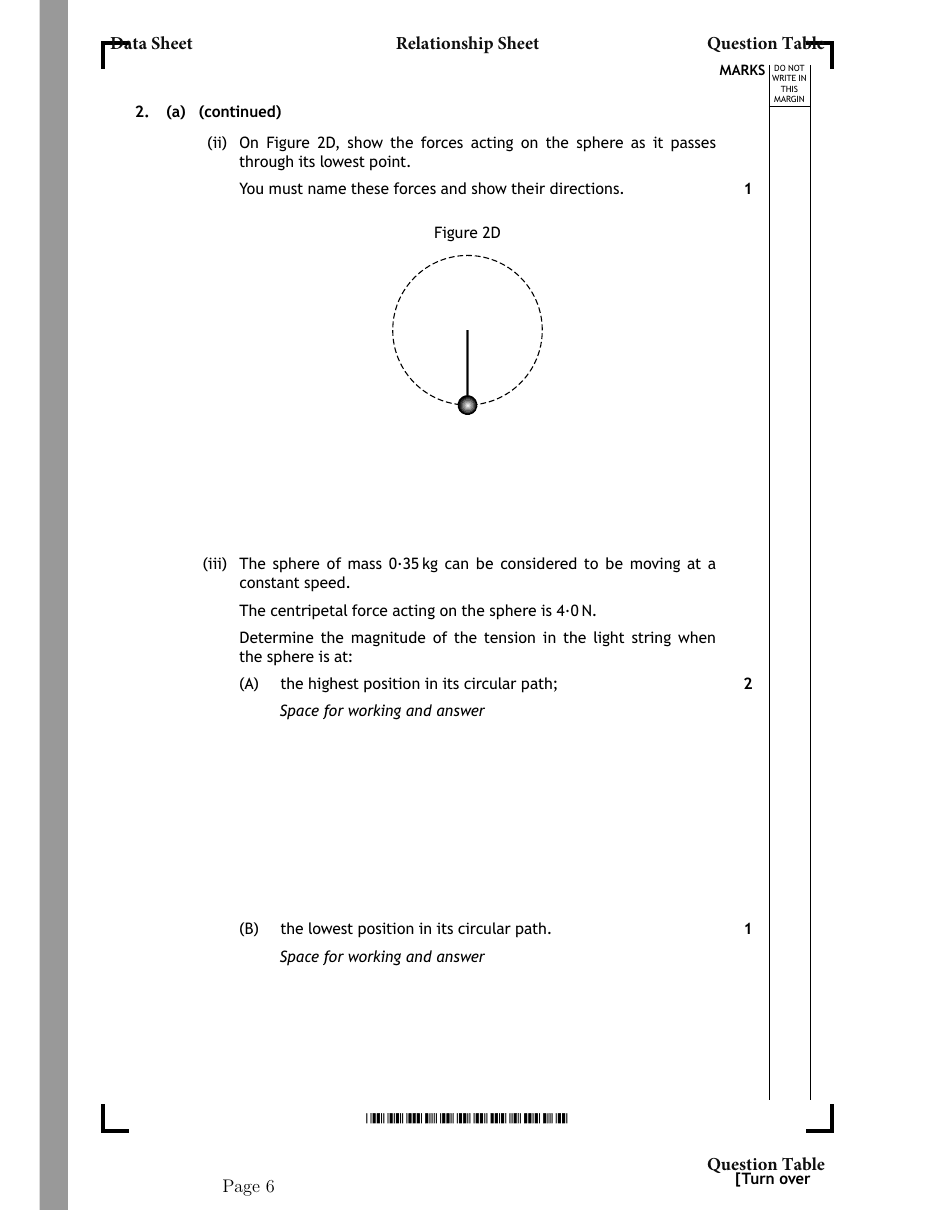 Data Sheet Relationship Sheet Question Table
MARKS
DO NOT
WRITE IN
THIS
MARGIN
2. (a) (continued)
(ii) On Figure 2D, show the forces acting on the sphere as it passes
through its lowest point.
You must name these forces and show their directions. 1
Figure 2D
(iii) The sphere of mass 0·35 kg can be considered to be moving at a
constant speed.
The centripetal force acting on the sphere is 4·0 N.
Determine the magnitude of the tension in the light string when
the sphere is at:
(A) the highest position in its circular path; 2
Space for working and answer
(B) the lowest position in its circular path. 1
Space for working and answer
Question Table
[Turn over
Page 6